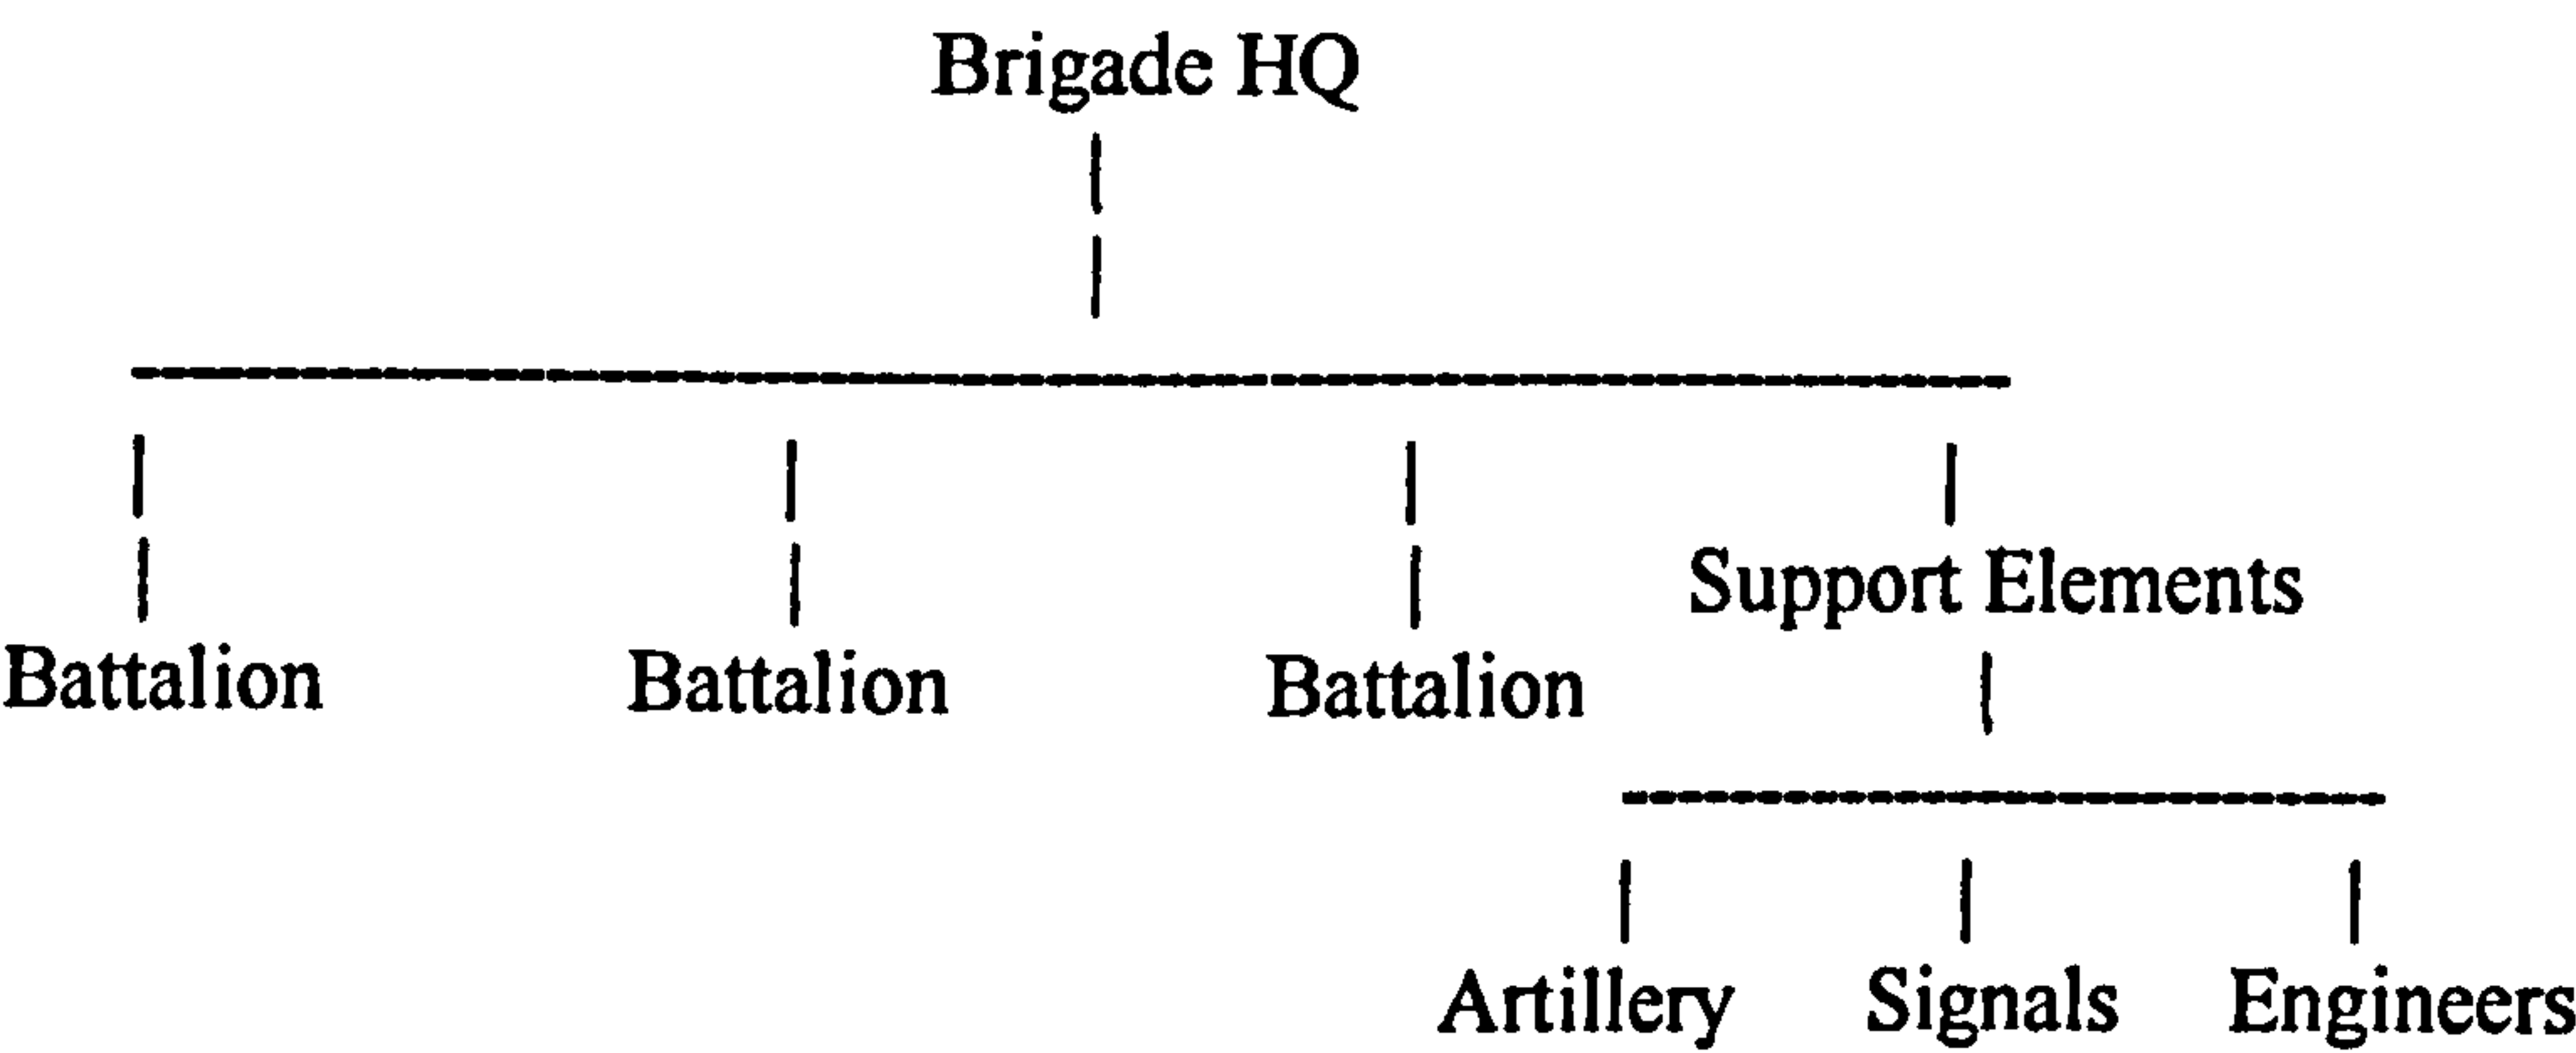 Brigade HQ
Support Elements
Battalion Battalion Battalion
Artillery Signals Engineers